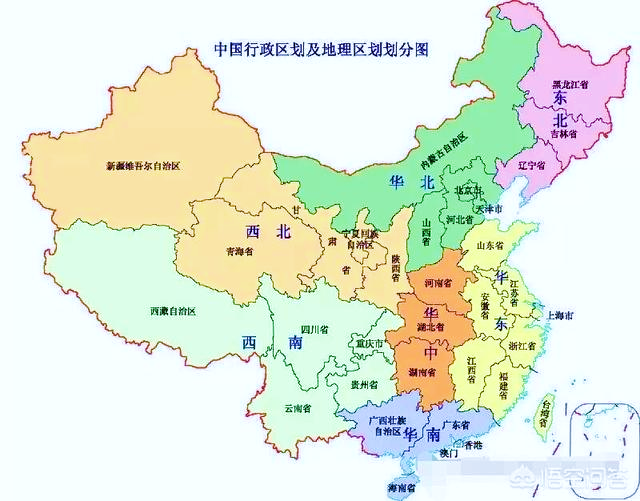 中国行政区划及地理区划划分图
黑龙江省
东
北
吉林省
辽宁省
内蒙古自治区
华 北
北京市
天津市
河北省
山西省
新疆维吾尔自治区
甘
肃
省
宁夏回族
自治区
陕西省
西 北
青海省
山东省
河南省
华
东
江苏省
安徽省
上海市
西藏自治区
四川省
西 南
重庆市
华
湖北省
中
湖南省
浙江省
江西省
福建省
贵州省
云南省
台湾省
广西壮族
自治区
华 南
广东省
香港
澳门
海南省
悟空问答